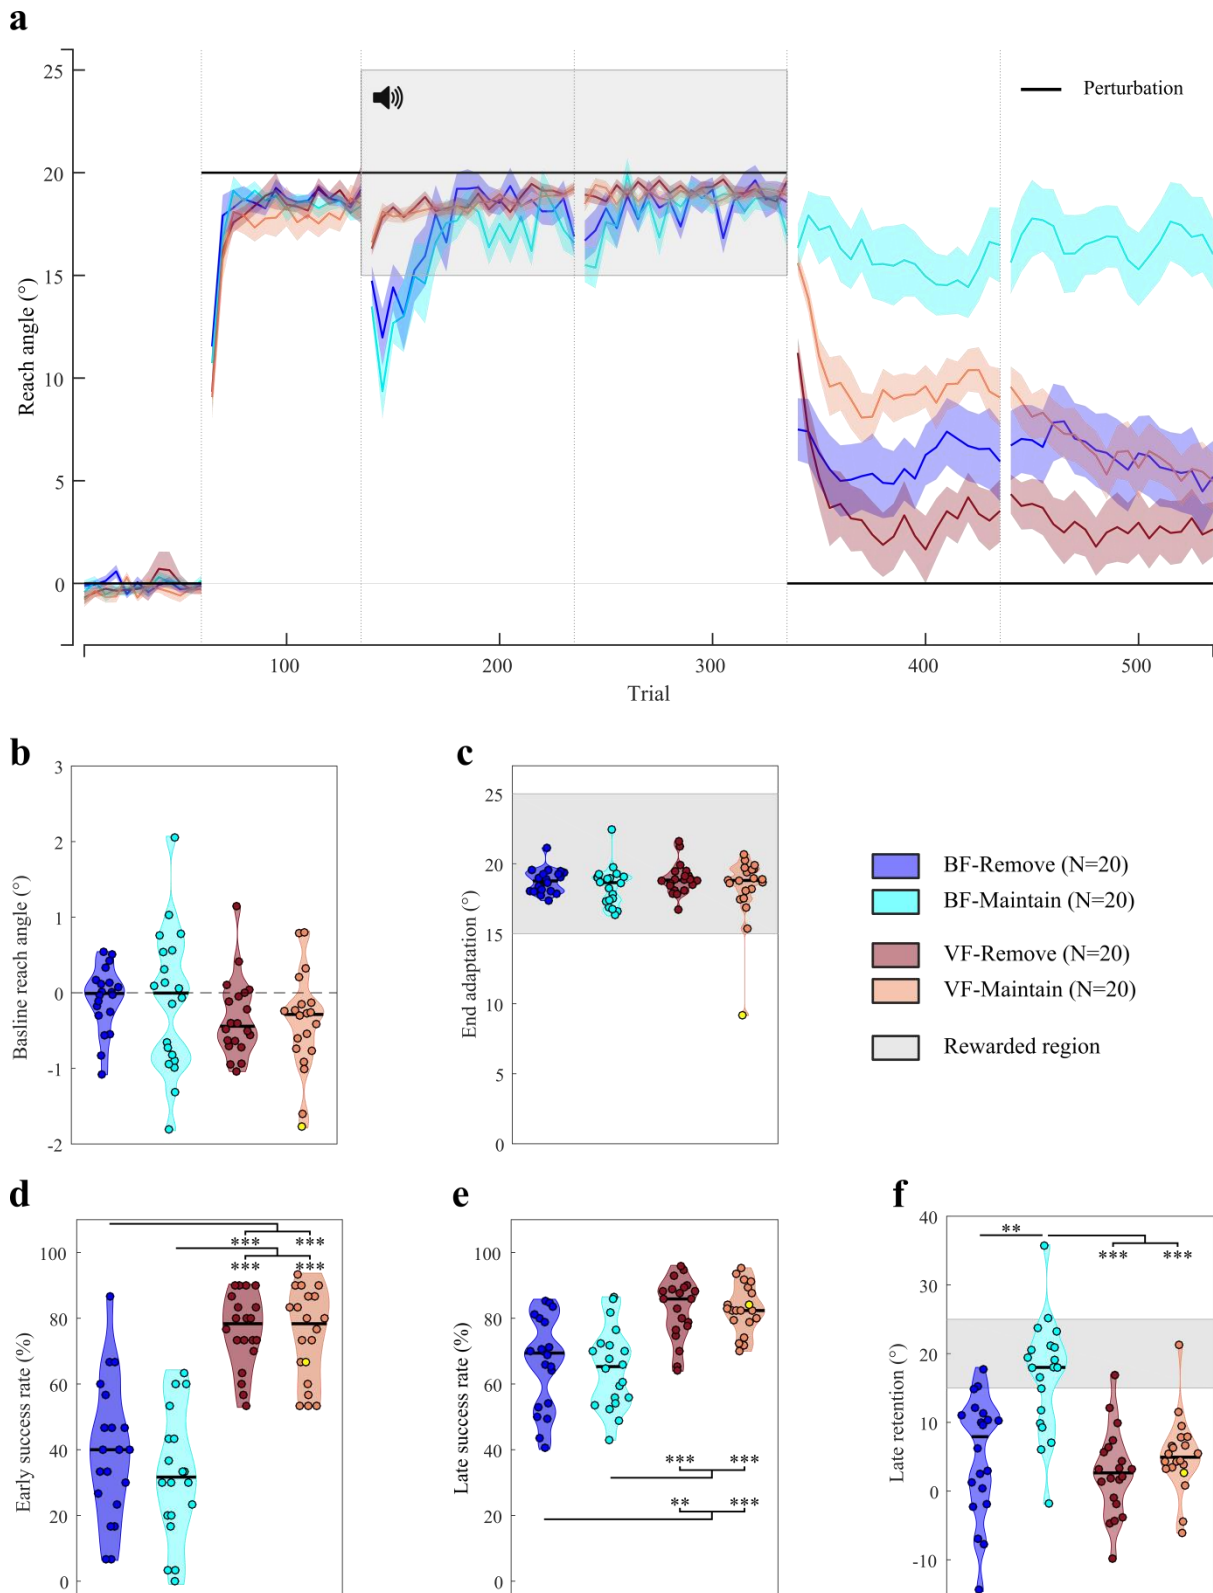 a
25
20
15
10
5
0
Reach angle (°)
Perturbation
100
200
300
400
500
Trial
b
3
2
1
0
-1
-2
Basline reach angle (°)
c
25
20
15
10
5
0
End adaptation (°)
BF-Remove (N=20)
BF-Maintain (N=20)
VF-Remove (N=20)
VF-Maintain (N=20)
Rewarded region
d
100
80
60
40
20
0
Early success rate (%)
*** ***
*** ***
e
100
80
60
40
20
0
Late success rate (%)
*** ***
** ***
f
40
30
20
10
0
-10
Late retention (°)
**
*** ***